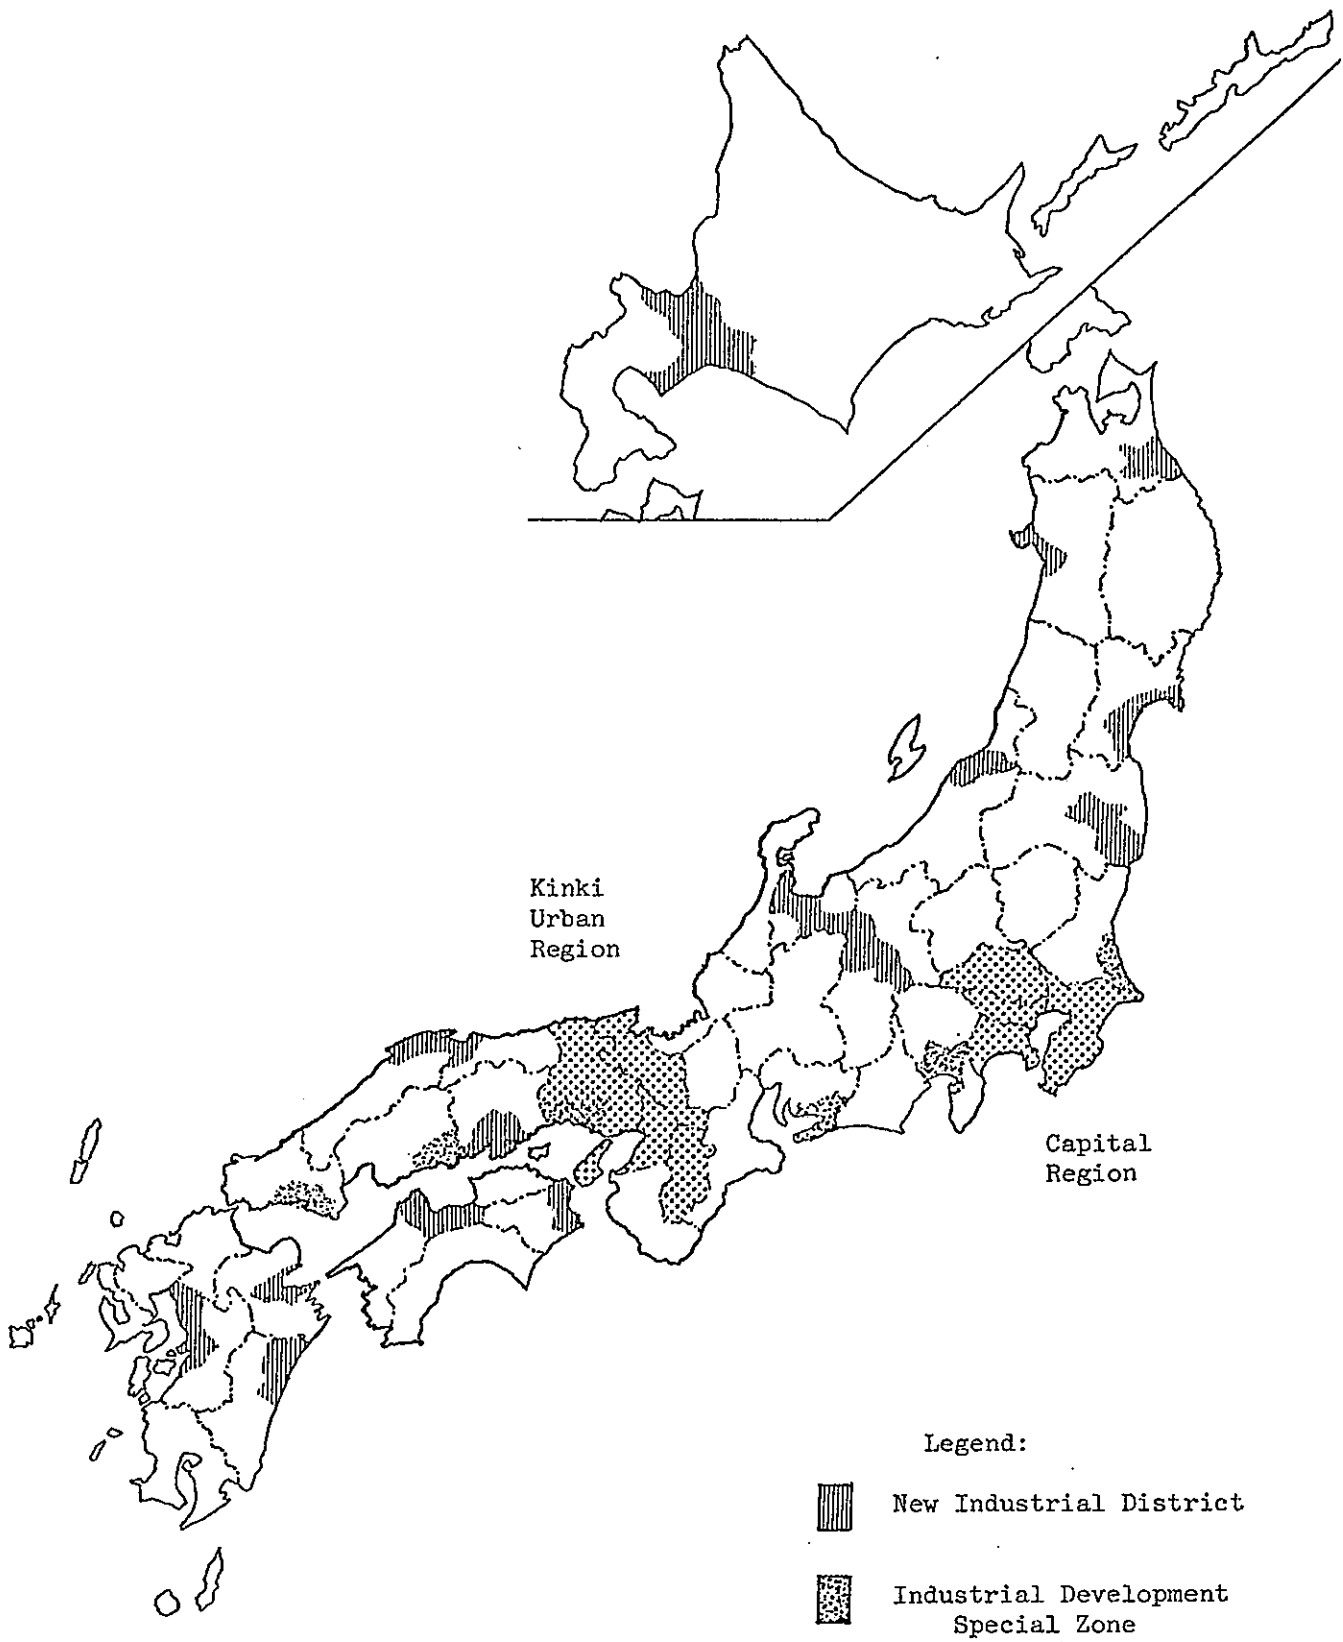 Kinki
Urban
Region
Capital
Region
Legend:
New Industrial District
Industrial Development
Special Zone